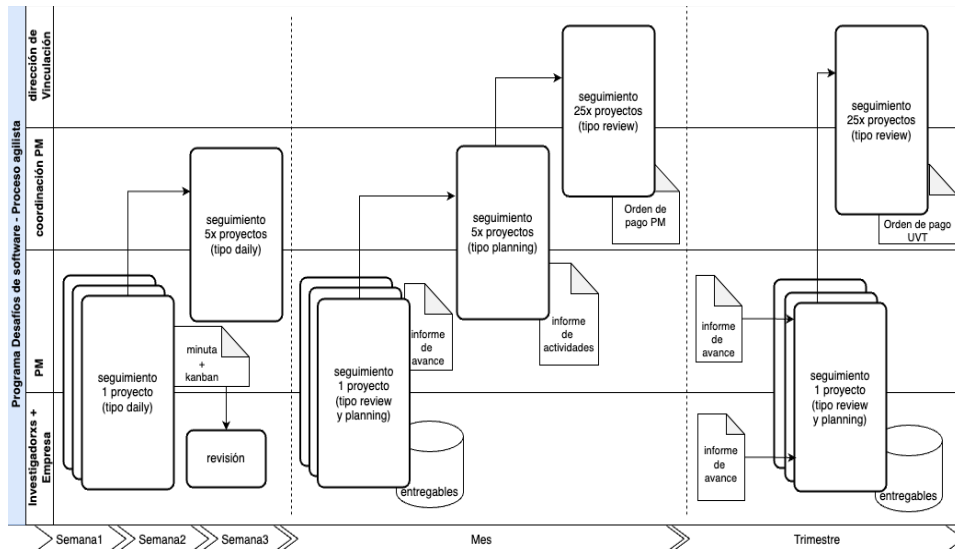 Programa Desafíos de software - Proceso agilista
dirección de
Vinculación
coordinación PM
PM
Investigadorxs +
Empresa
seguimiento
1 proyecto
(tipo daily)
minuta
+
kanban
revisión
seguimiento
5x proyectos
(tipo daily)
seguimiento
1 proyecto
(tipo review
y planning)
informe
de
avance
entregables
seguimiento
5x proyectos
(tipo planning)
informe
de
actividades
seguimiento
25x proyectos
(tipo review)
Orden de
pago PM
informe
de
avance
informe
de
avance
seguimiento
1 proyecto
(tipo review
y planning)
entregables
seguimiento
25x proyectos
(tipo review)
Orden de pago
UVT
Semana1
Semana2
Semana3
Mes
Trimestre